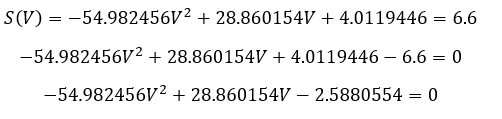 S(V) = −54.982456V² + 28.860154V + 4.0119446 = 6.6
−54.982456V² + 28.860154V + 4.0119446 − 6.6 = 0
−54.982456V² + 28.860154V − 2.5880554 = 0